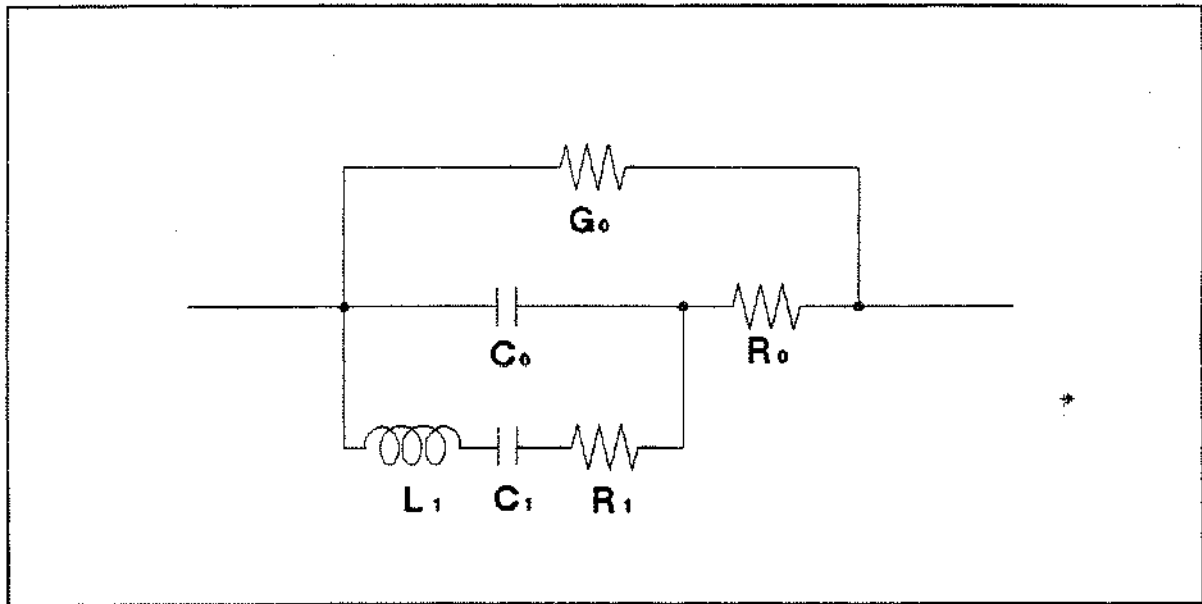 G₀
C₀ R₀
L₁ C₁ R₁